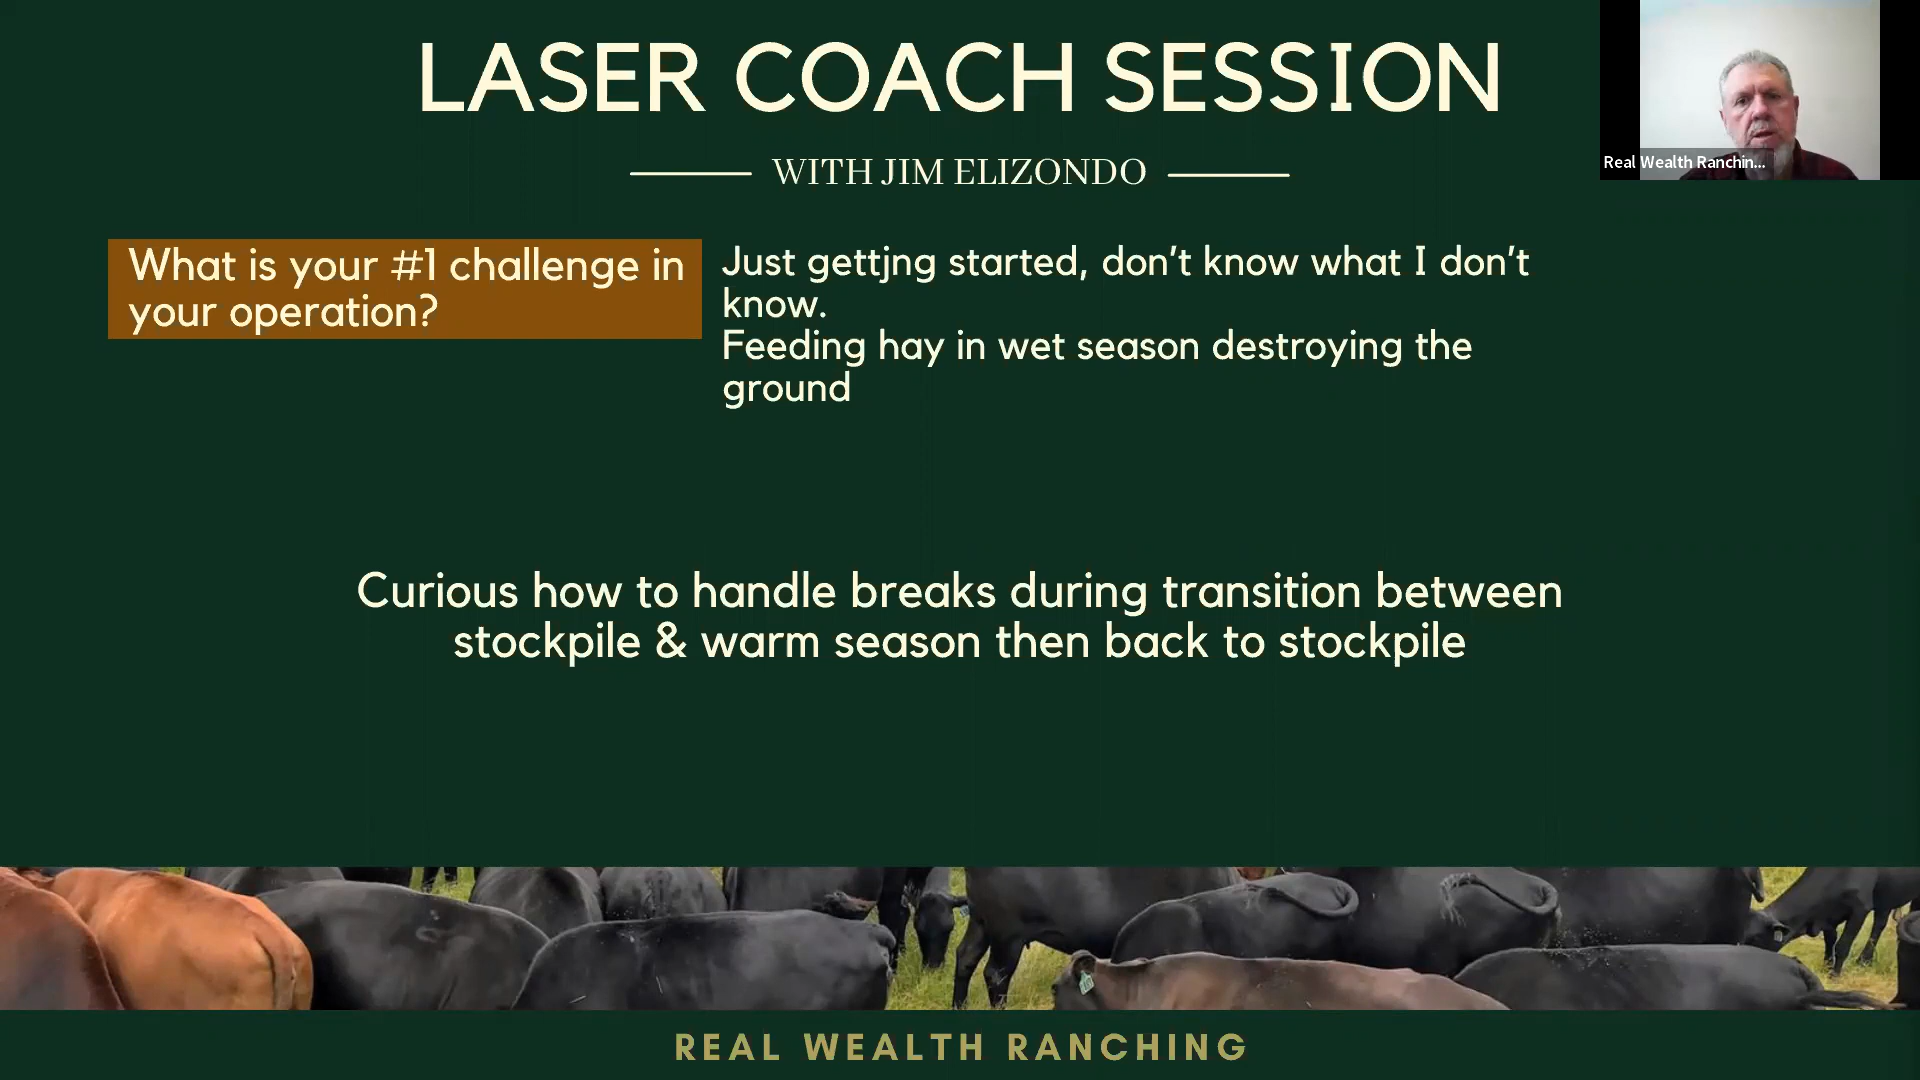 LASER COACH SESSION
WITH JIM ELIZONDO
Real Wealth Ranchin...
What is your #1 challenge in
your operation?
Just gettjng started, don’t know what I don’t
know.
Feeding hay in wet season destroying the
ground
Curious how to handle breaks during transition between
stockpile & warm season then back to stockpile
REAL WEALTH RANCHING